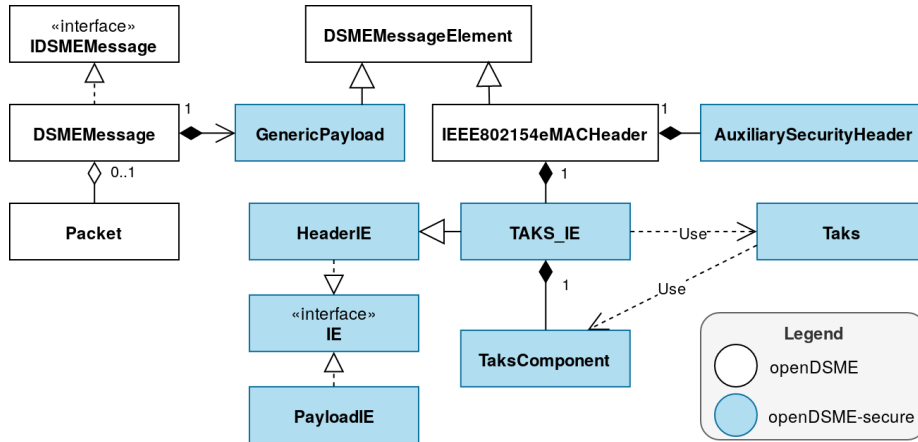 «interface»
IDSMEMessage
DSMEMessageElement
DSMEMessage
1
GenericPayload
IEEE802154eMACHeader
1
AuxiliarySecurityHeader
0..1
1
Packet
HeaderIE
TAKS_IE
Use
Taks
1
Use
«interface»
IE
TaksComponent
PayloadIE
Legend
openDSME
openDSME-secure